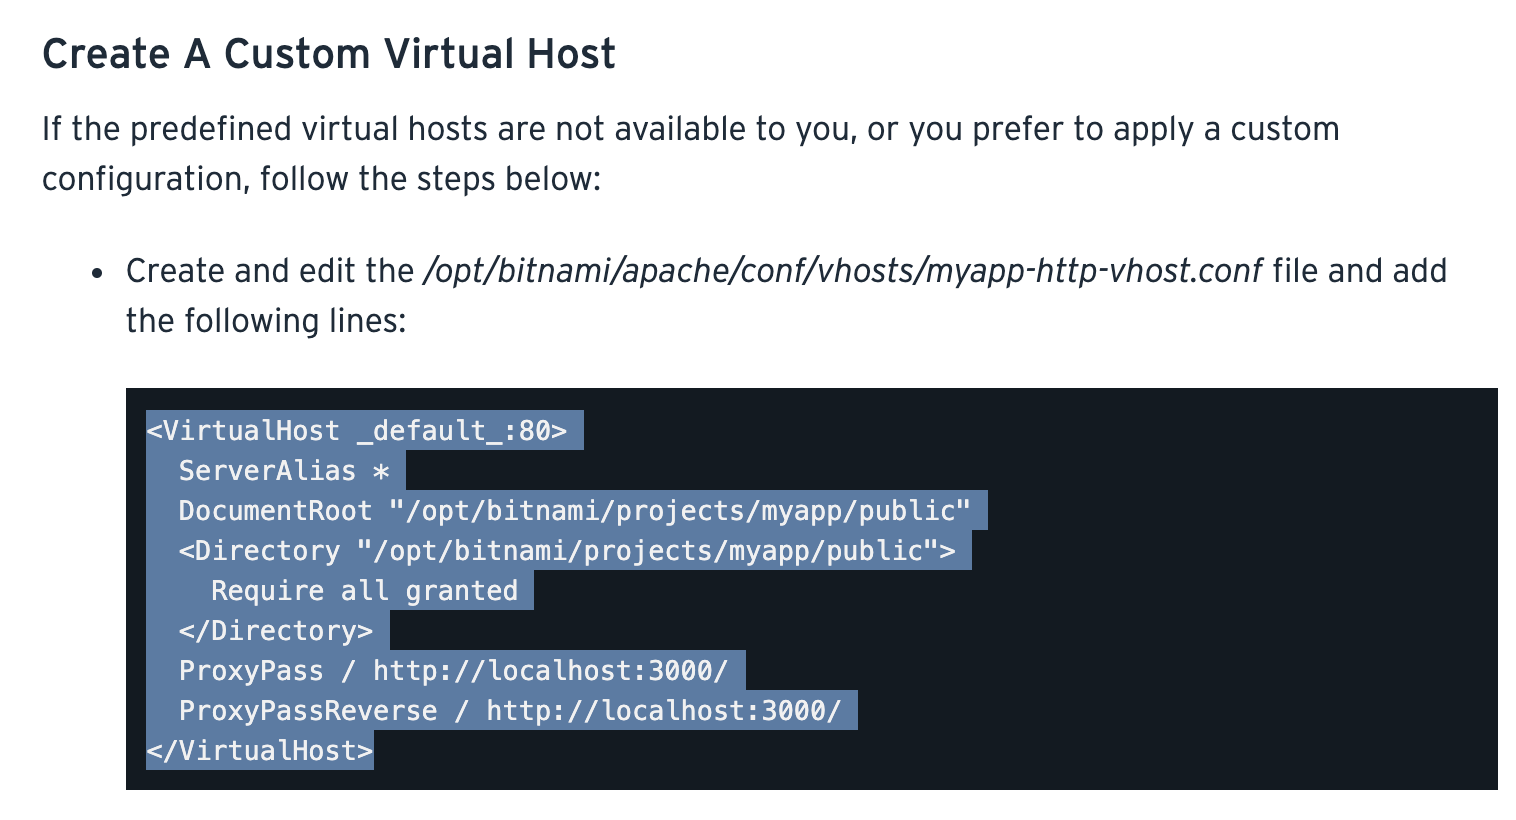 Create A Custom Virtual Host
If the predefined virtual hosts are not available to you, or you prefer to apply a custom
configuration, follow the steps below:
• Create and edit the /opt/bitnami/apache/conf/vhosts/myapp-http-vhost.conf file and add
the following lines:
<VirtualHost _default_:80>
  ServerAlias *
  DocumentRoot "/opt/bitnami/projects/myapp/public"
  <Directory "/opt/bitnami/projects/myapp/public">
    Require all granted
  </Directory>
  ProxyPass / http://localhost:3000/
  ProxyPassReverse / http://localhost:3000/
</VirtualHost>